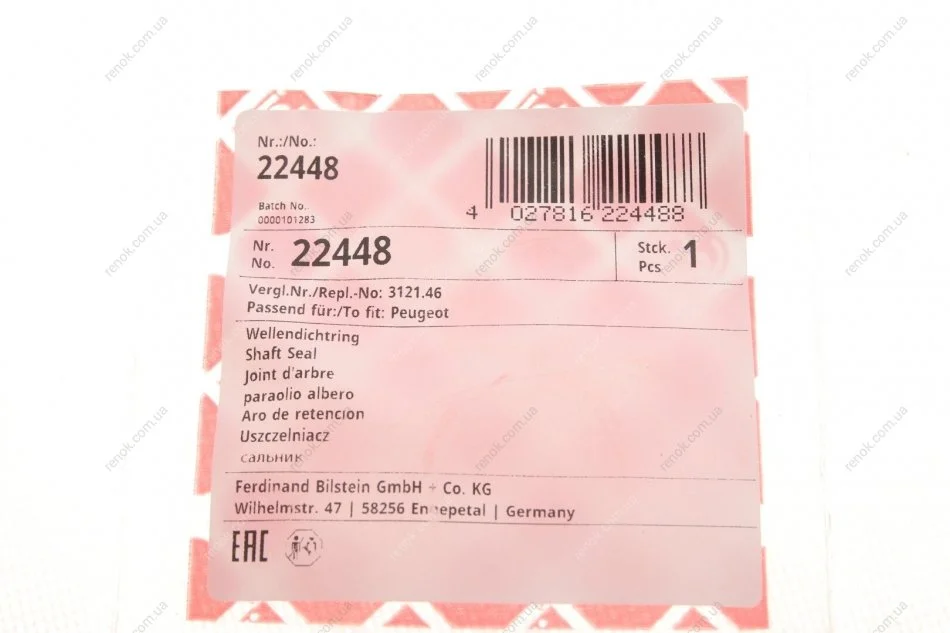 Nr.:/No.:
22448
Batch No.
0000101283
4 027816 224488
Nr.
No. 22448
Stck.
Pcs 1
Vergl.Nr./Repl.-No: 3121.46
Passend für:/To fit: Peugeot
Wellendichtring
Shaft Seal
Joint d'arbre
paraolio albero
Aro de retencion
Uszczelniacz
сальник
Ferdinand Bilstein GmbH + Co. KG
Wilhelmstr. 47 | 58256 Ennepetal | Germany
EAC
renok.com.ua